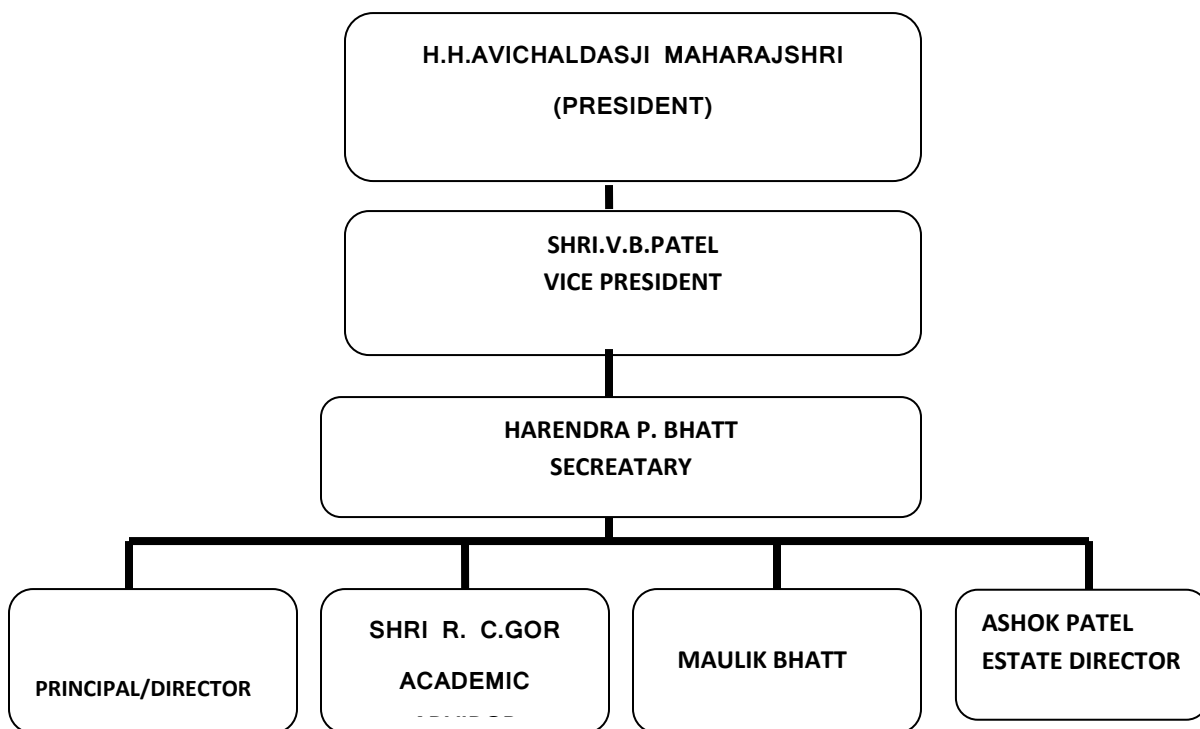 H.H.AVICHALDASJI MAHARAJSHRI
(PRESIDENT)
SHRI.V.B.PATEL
VICE PRESIDENT
HARENDRA P. BHATT
SECREATARY
PRINCIPAL/DIRECTOR
SHRI R. C.GOR
ACADEMIC
MAULIK BHATT
ASHOK PATEL
ESTATE DIRECTOR